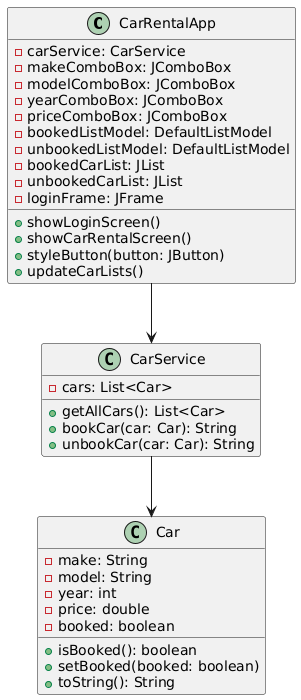 C CarRentalApp
carService: CarService
makeComboBox: JComboBox
modelComboBox: JComboBox
yearComboBox: JComboBox
priceComboBox: JComboBox
bookedListModel: DefaultListModel
unbookedListModel: DefaultListModel
bookedCarList: JList
unbookedCarList: JList
loginFrame: JFrame
showLoginScreen()
showCarRentalScreen()
styleButton(button: JButton)
updateCarLists()
C CarService
cars: List<Car>
getAllCars(): List<Car>
bookCar(car: Car): String
unbookCar(car: Car): String
C Car
make: String
model: String
year: int
price: double
booked: boolean
isBooked(): boolean
setBooked(booked: boolean)
toString(): String